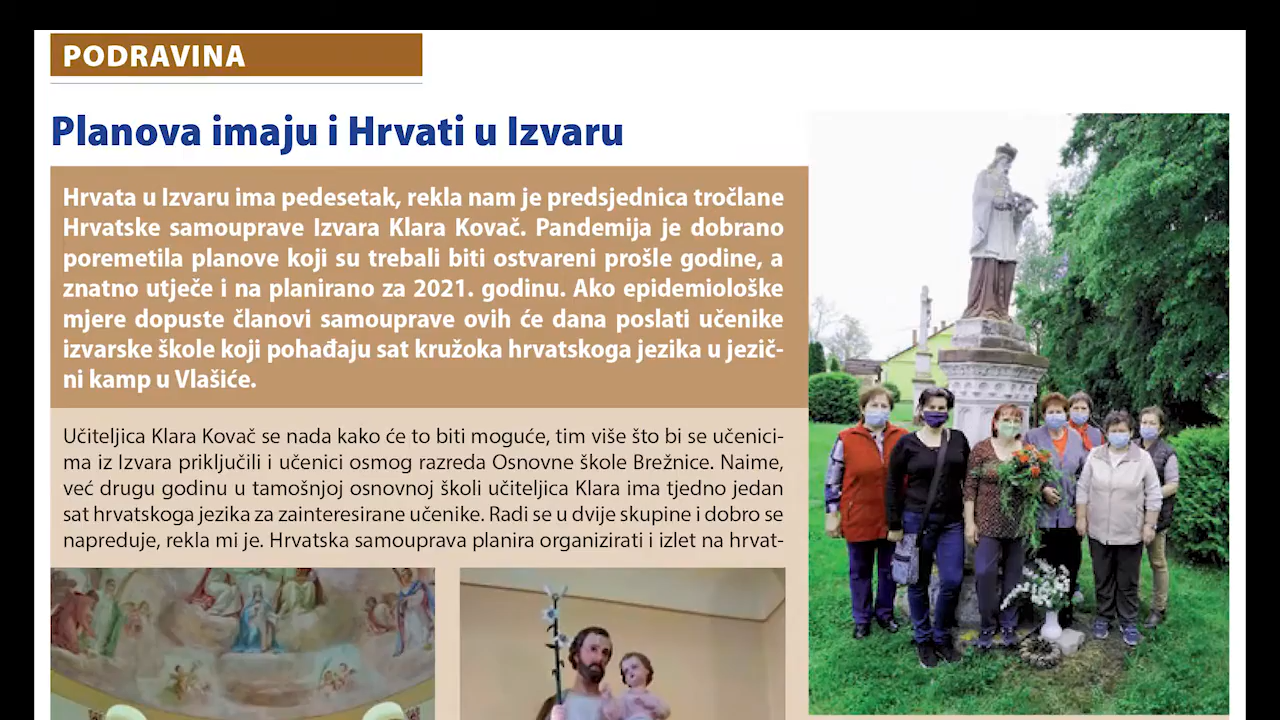 PODRAVINA
Planova imaju i Hrvati u Izvaru
Hrvata u Izvaru ima pedesetak, rekla nam je predsjednica tročlane
Hrvatske samouprave Izvara Klara Kovač. Pandemija je dobrano
poremetila planove koji su trebali biti ostvareni prošle godine, a
znatno utječe i na planirano za 2021. godinu. Ako epidemiološke
mjere dopuste članovi samouprave ovih će dana poslati učenike
izvarske škole koji pohađaju sat kružoka hrvatskoga jezika u jezič-
ni kamp u Vlašiće.
Učiteljica Klara Kovač se nada kako će to biti moguće, tim više što bi se učenici-
ma iz Izvara priključili i učenici osmog razreda Osnovne škole Brežnice. Naime,
već drugu godinu u tamošnjoj osnovnoj školi učiteljica Klara ima tjedno jedan
sat hrvatskoga jezika za zainteresirane učenike. Radi se u dvije skupine i dobro se
napreduje, rekla mi je. Hrvatska samouprava planira organizirati i izlet na hrvat-